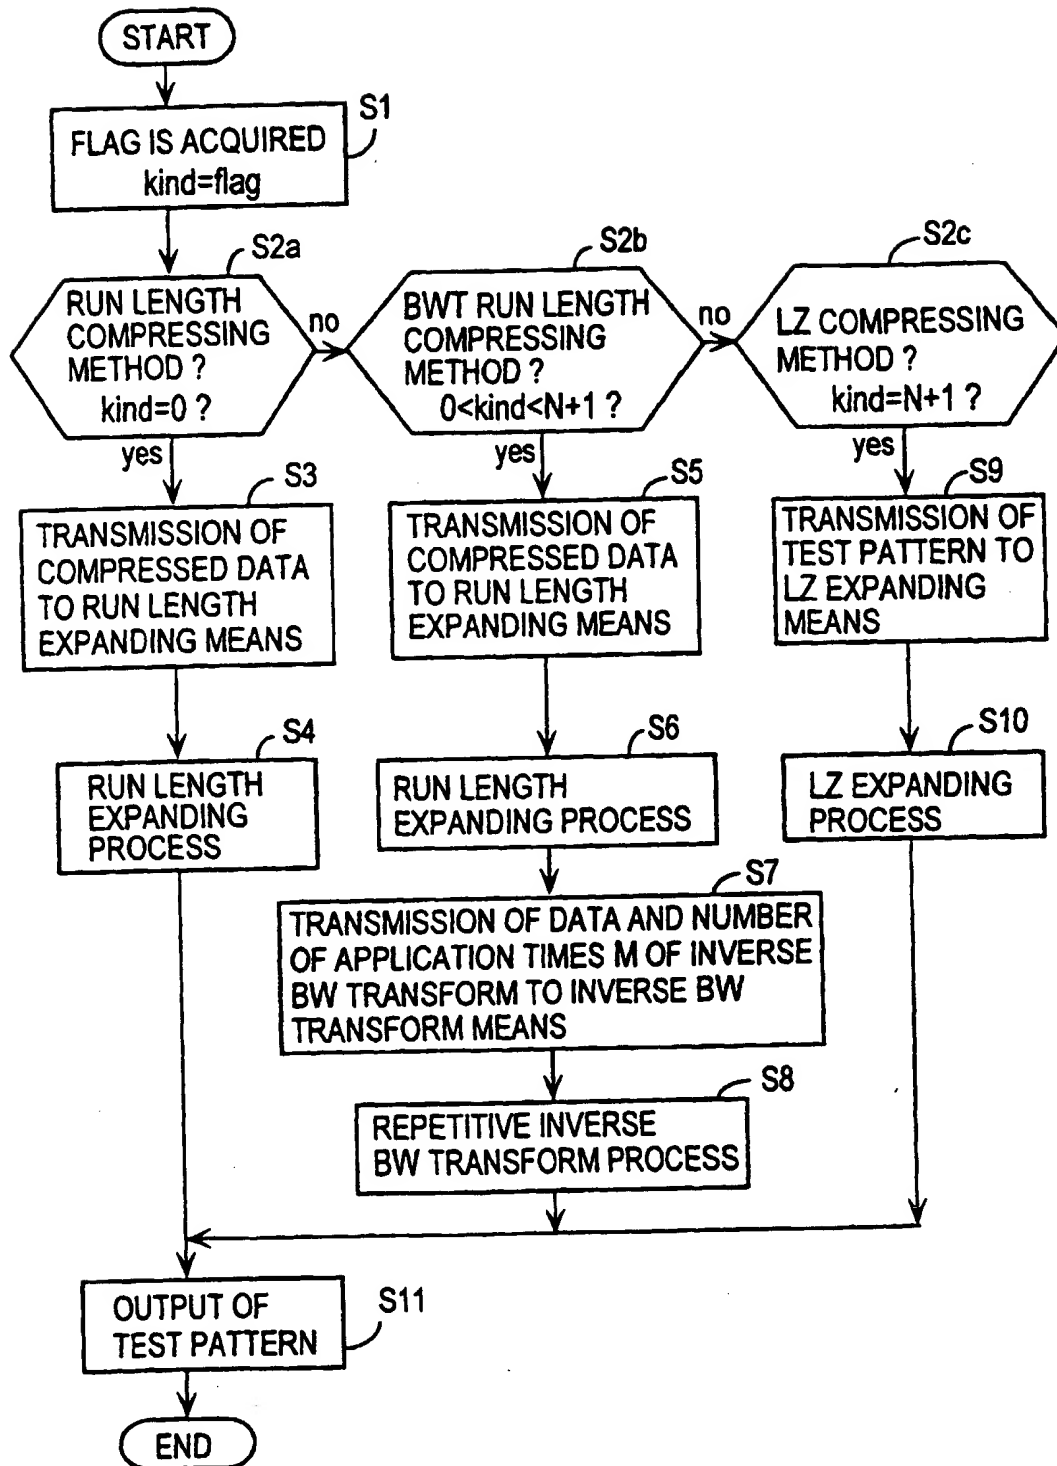 START
S1
FLAG IS ACQUIRED
kind=flag
S2a
RUN LENGTH
COMPRESSING
METHOD ?
kind=0 ?
no
yes
S2b
BWT RUN LENGTH
COMPRESSING
METHOD ?
0<kind<N+1 ?
no
yes
S2c
LZ COMPRESSING
METHOD ?
kind=N+1 ?
yes
S3
TRANSMISSION OF
COMPRESSED DATA
TO RUN LENGTH
EXPANDING MEANS
S5
TRANSMISSION OF
COMPRESSED DATA
TO RUN LENGTH
EXPANDING MEANS
S9
TRANSMISSION OF
TEST PATTERN TO
LZ EXPANDING
MEANS
S4
RUN LENGTH
EXPANDING
PROCESS
S6
RUN LENGTH
EXPANDING PROCESS
S10
LZ EXPANDING
PROCESS
S7
TRANSMISSION OF DATA AND NUMBER
OF APPLICATION TIMES M OF INVERSE
BW TRANSFORM TO INVERSE BW
TRANSFORM MEANS
S8
REPETITIVE INVERSE
BW TRANSFORM PROCESS
S11
OUTPUT OF
TEST PATTERN
END